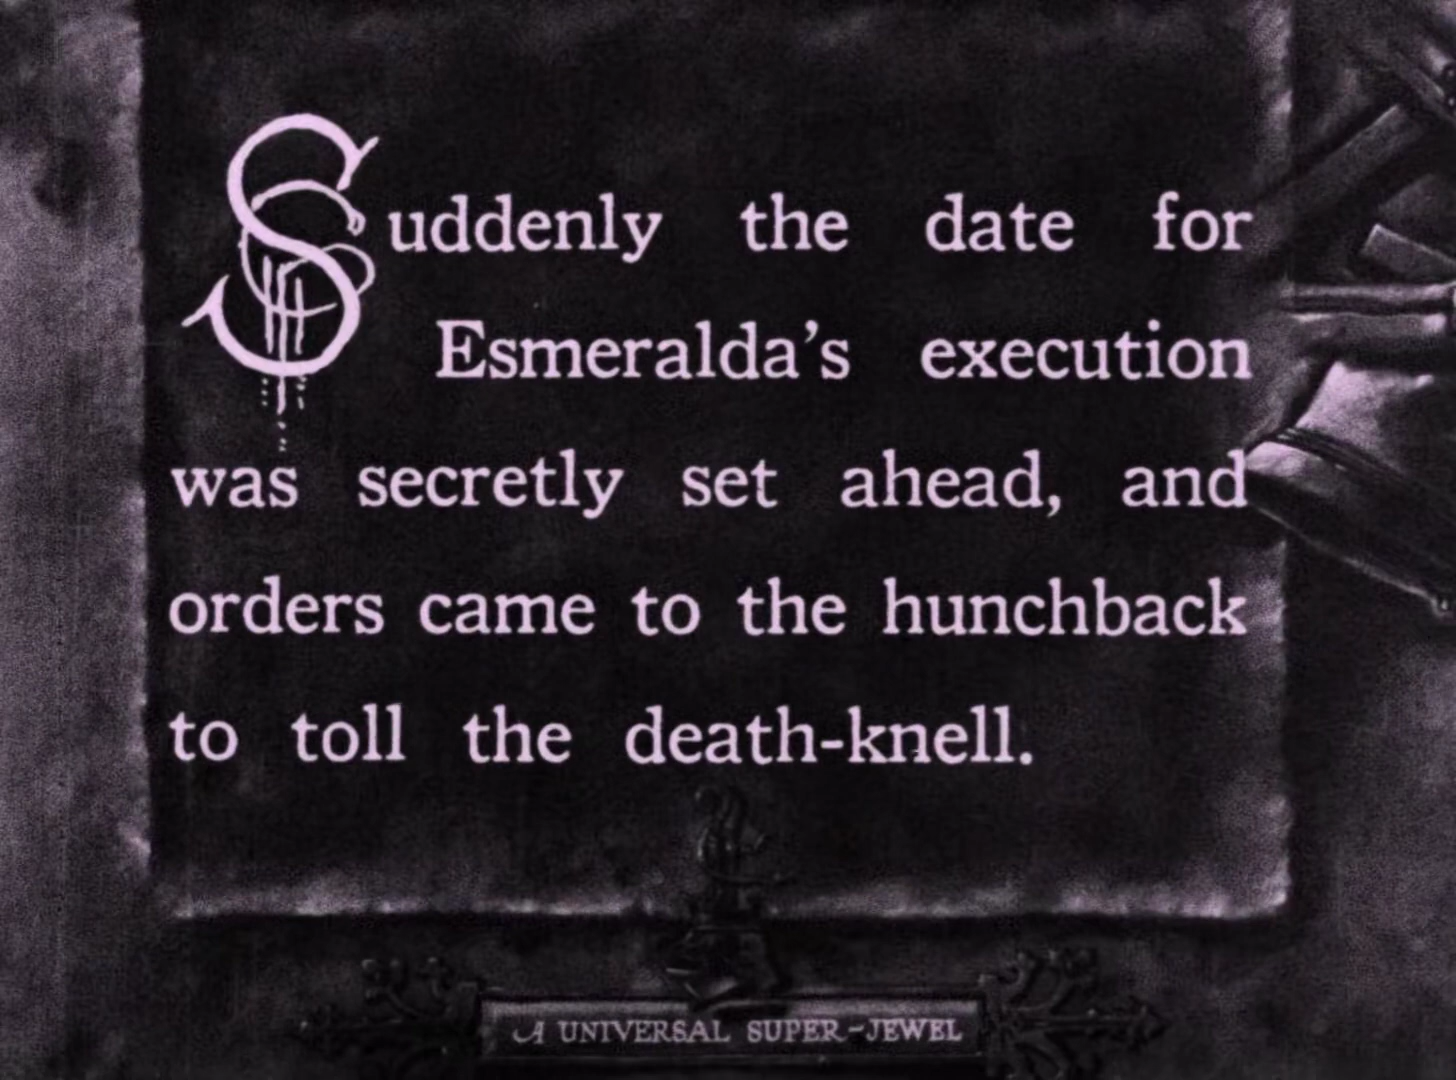 Suddenly the date for
Esmeralda's execution
was secretly set ahead, and
orders came to the hunchback
to toll the death-knell.
A UNIVERSAL SUPER-JEWEL